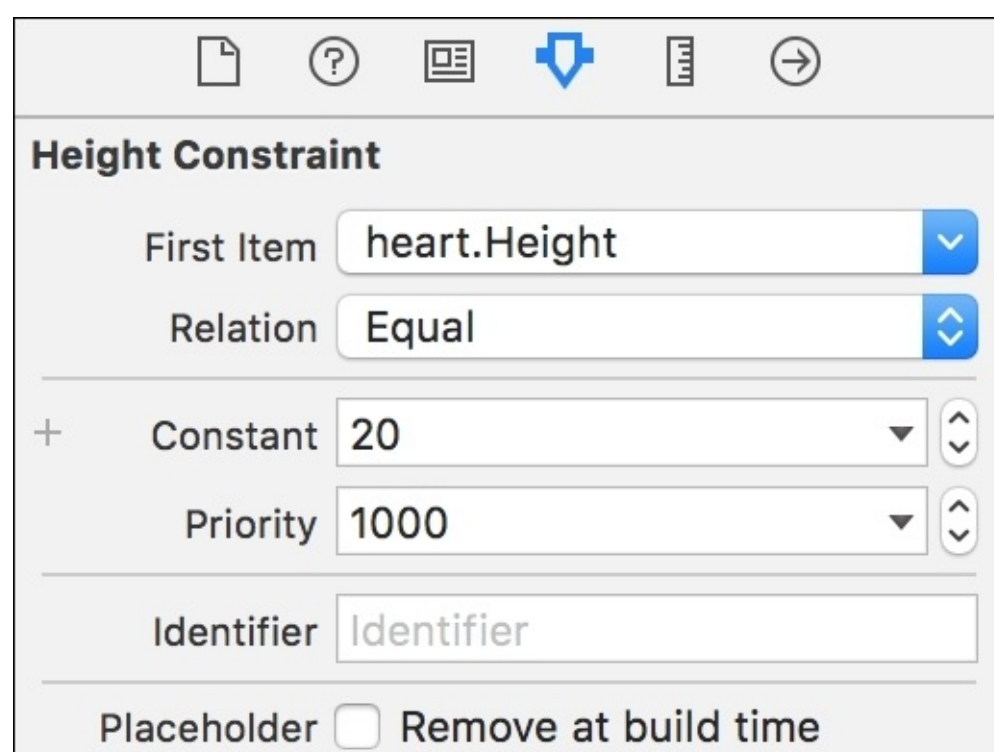 Height Constraint
First Item heart.Height
Relation Equal
+ Constant 20
Priority 1000
Identifier Identifier
Placeholder Remove at build time